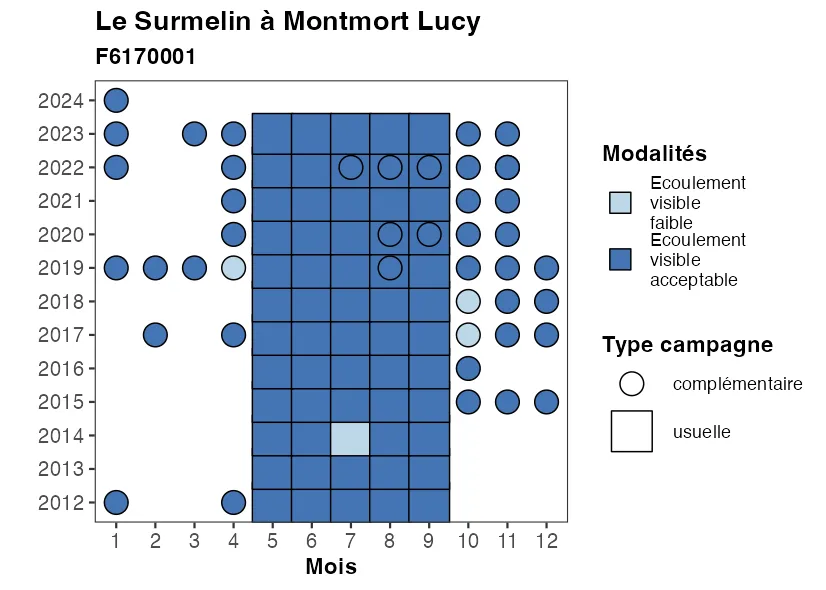 Le Surmelin à Montmort Lucy
F6170001
2024
2023
2022
2021
2020
2019
2018
2017
2016
2015
2014
2013
2012
1 2 3 4 5 6 7 8 9 10 11 12
Mois
Modalités
Ecoulement
visible
faible
Ecoulement
visible
acceptable
Type campagne
complémentaire
usuelle